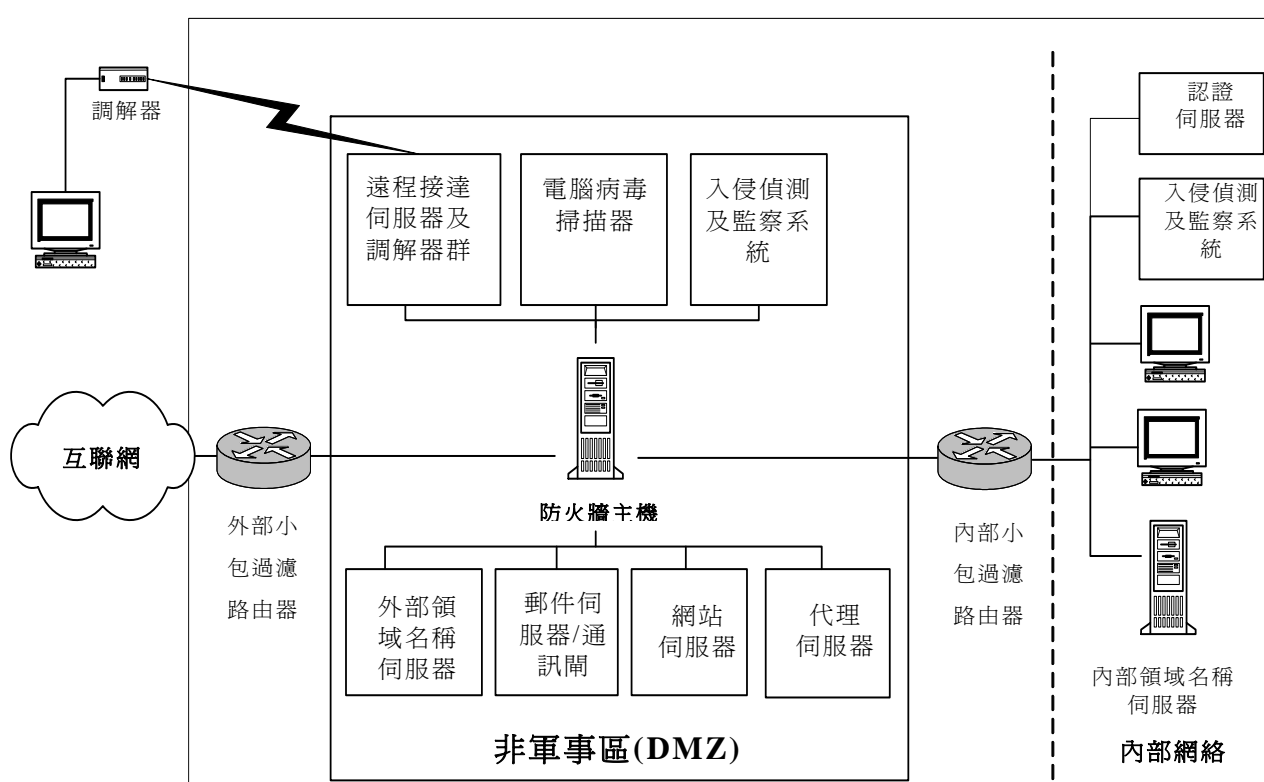 調解器
遠程接達
伺服器及
調解器群
電腦病毒
掃描器
入侵偵測
及監察系
統
認證
伺服器
入侵偵測
及監察系
統
互聯網
外部小
包過濾
路由器
防火牆主機
內部小
包過濾
路由器
外部領
域名稱
伺服器
郵件伺
服器/通
訊閘
網站
伺服器
代理
伺服器
內部領域名稱
伺服器
非軍事區(DMZ)
內部網絡